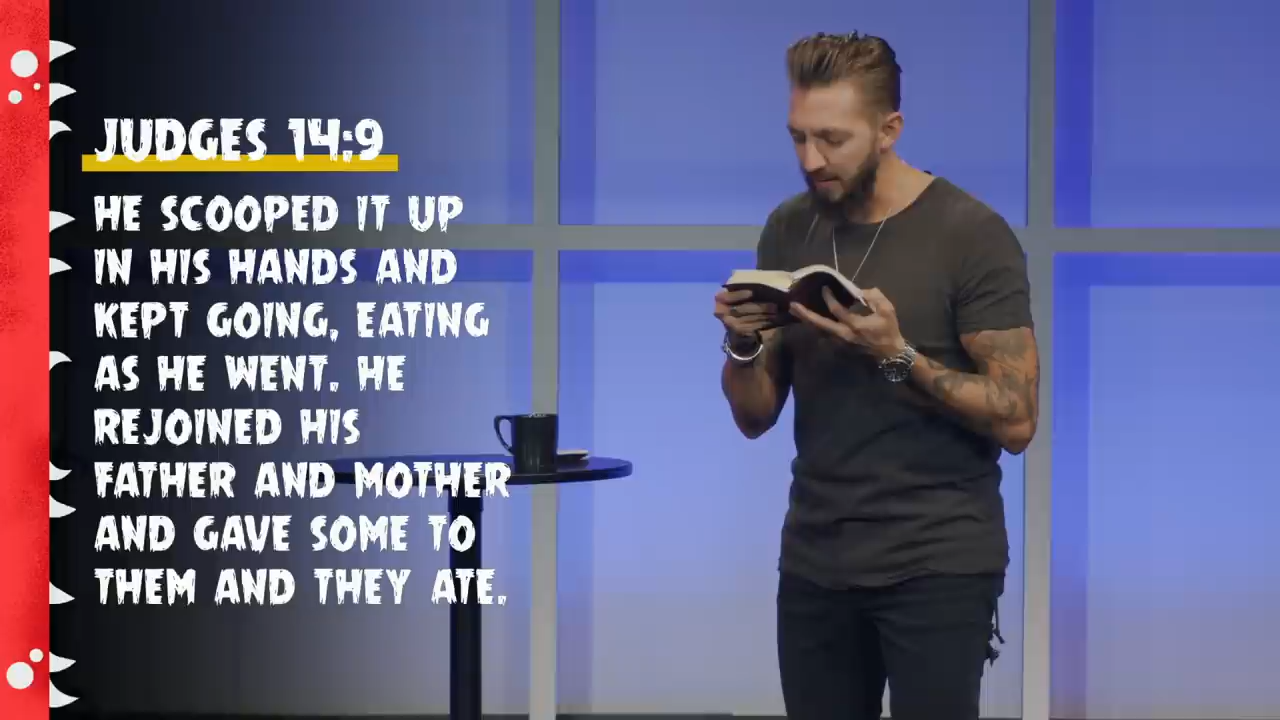 JUDGES 14:9
HE SCOOPED IT UP
IN HIS HANDS AND
KEPT GOING, EATING
AS HE WENT. HE
REJOINED HIS
FATHER AND MOTHER
AND GAVE SOME TO
THEM AND THEY ATE.